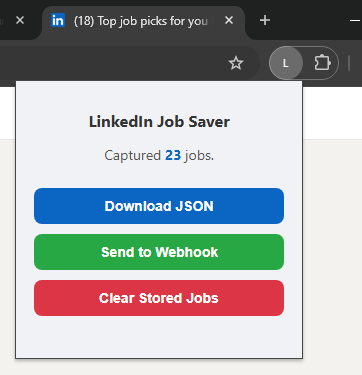 (18) Top job picks for you
L
LinkedIn Job Saver
Captured 23 jobs.
Download JSON
Send to Webhook
Clear Stored Jobs